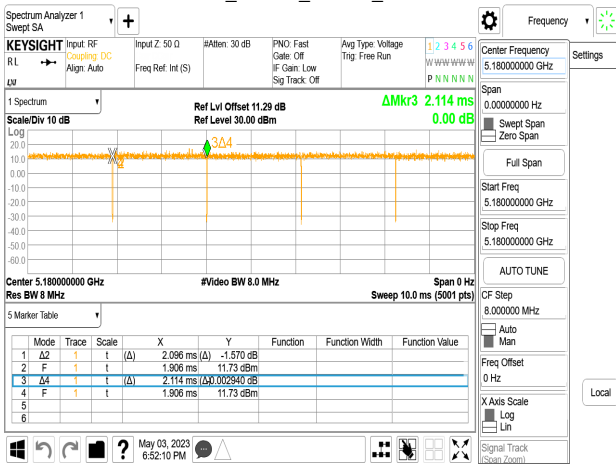 Spectrum Analyzer 1
Swept SA
Frequency
KEYSIGHT
RL
Input: RF
Coupling: DC
Align: Auto
Input Z: 50 Ω
Freq Ref: Int (S)
#Atten: 30 dB
PNO: Fast
Gate: Off
IF Gain: Low
Sig Track: Off
Avg Type: Voltage
Trig: Free Run
1 2 3 4 5 6
W W W W W W
P N N N N N
1 Spectrum
Scale/Div 10 dB
Ref Lvl Offset 11.29 dB
Ref Level 30.00 dBm
ΔMkr3 2.114 ms
0.00 dB
Log
20.0
10.0
0.00
-10.0
-20.0
-30.0
-40.0
-50.0
-60.0
3Δ4
Center 5.180000000 GHz
Res BW 8 MHz
#Video BW 8.0 MHz
Span 0 Hz
Sweep 10.0 ms (5001 pts)
5 Marker Table
Mode Trace Scale X Y Function Function Width Function Value
1 Δ2 1 t (Δ) 2.096 ms (Δ) -1.570 dB
2 F 1 t 1.906 ms 11.73 dBm
3 Δ4 1 t (Δ) 2.114 ms (Δ) -0.002940 dB
4 F 1 t 1.906 ms 11.73 dBm
5
6
May 03, 2023
6:52:10 PM
Center Frequency
5.180000000 GHz
Settings
Span
0.00000000 Hz
Swept Span
Zero Span
Full Span
Start Freq
5.180000000 GHz
Stop Freq
5.180000000 GHz
AUTO TUNE
CF Step
8.000000 MHz
Auto
Man
Freq Offset
0 Hz
X Axis Scale
Log
Lin
Local
Signal Track
(Span Zoom)